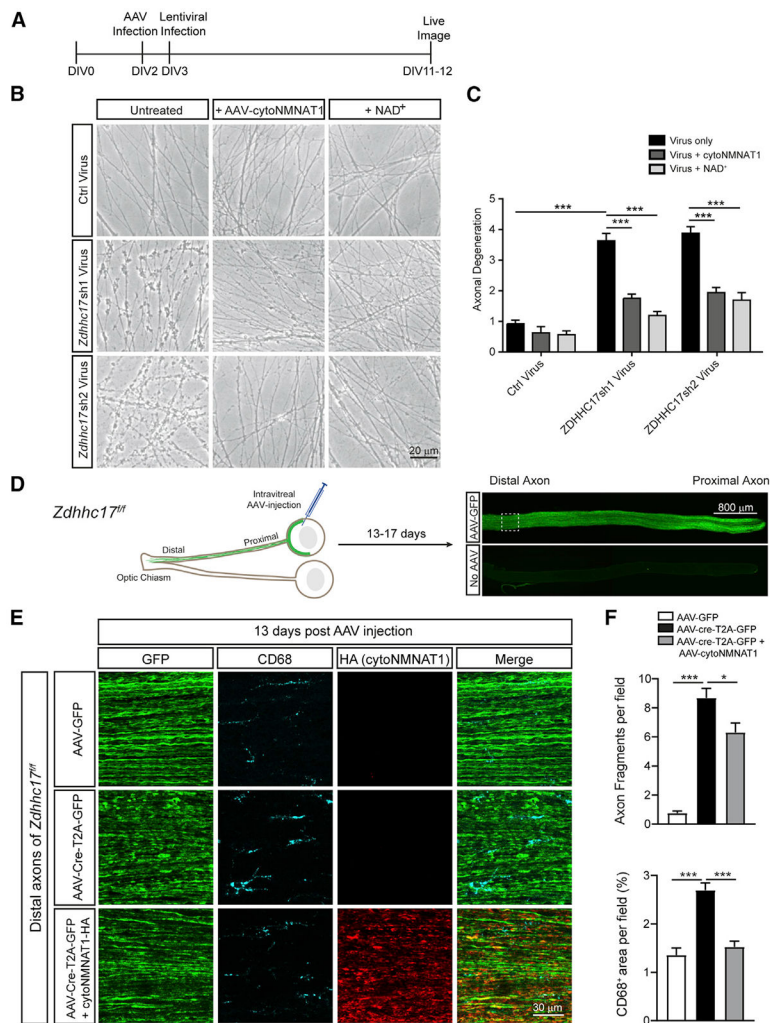 A
AAV
Infection
Lentiviral
Infection
Live
Image
DIV0
DIV2
DIV3
DIV11-12
B
Untreated
+ AAV-cytoNMNAT1
+ NAD+
Ctrl Virus
Zdhhc17sh1 Virus
Zdhhc17sh2 Virus
20 μm
C
Virus only
Virus + cytoNMNAT1
Virus + NAD+
Axonal Degeneration
5
4
3
2
1
0
***
***
***
***
***
Ctrl Virus
ZDHHC17sh1 Virus
ZDHHC17sh2 Virus
D
Zdhhc17f/f
Intravitreal
AAV-injection
Distal
Proximal
Optic Chiasm
13-17 days
Distal Axon
Proximal Axon
AAV-GFP
800 μm
No AAV
E
13 days post AAV injection
GFP
CD68
HA (cytoNMNAT1)
Merge
Distal axons of Zdhhc17f/f
AAV-GFP
AAV-Cre-T2A-GFP
AAV-Cre-T2A-GFP
+ cytoNMNAT1-HA
30 μm
F
AAV-GFP
AAV-cre-T2A-GFP
AAV-cre-T2A-GFP +
AAV-cytoNMNAT1
Axon Fragments per field
10
8
6
4
2
0
***
*
CD68+ area per field (%)
3
2
1
0
***
***